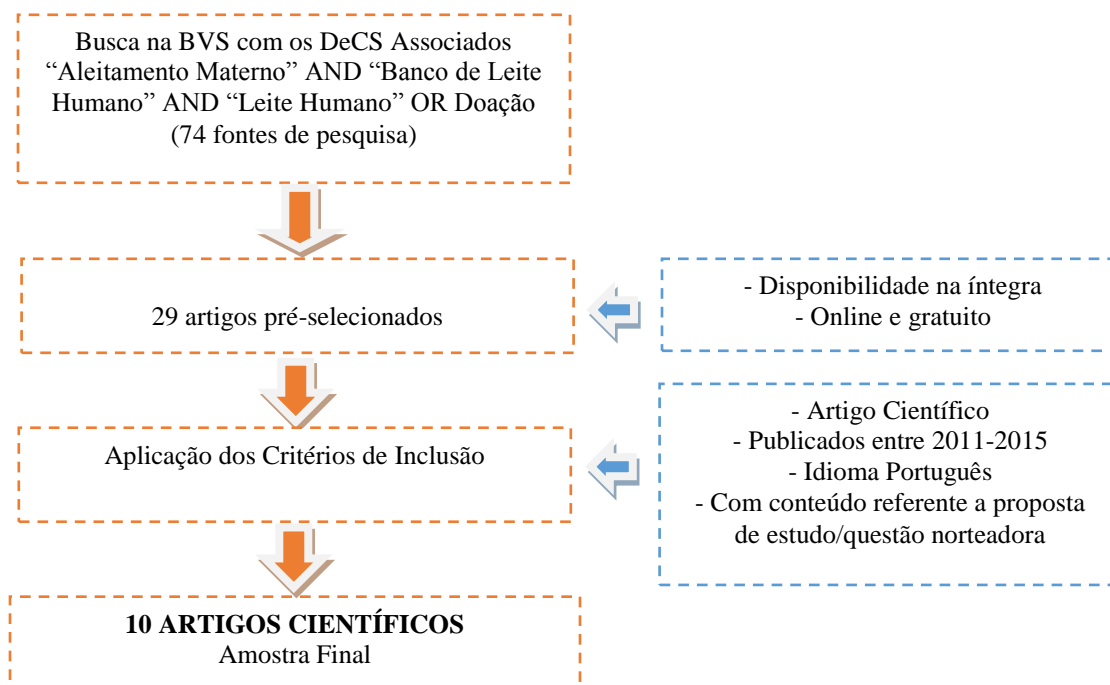 Busca na BVS com os DeCS Associados
“Aleitamento Materno” AND “Banco de Leite
Humano” AND “Leite Humano” OR Doação
(74 fontes de pesquisa)
29 artigos pré-selecionados
- Disponibilidade na íntegra
- Online e gratuito
Aplicação dos Critérios de Inclusão
- Artigo Científico
- Publicados entre 2011-2015
- Idioma Português
- Com conteúdo referente a proposta
de estudo/questão norteadora
10 ARTIGOS CIENTÍFICOS
Amostra Final